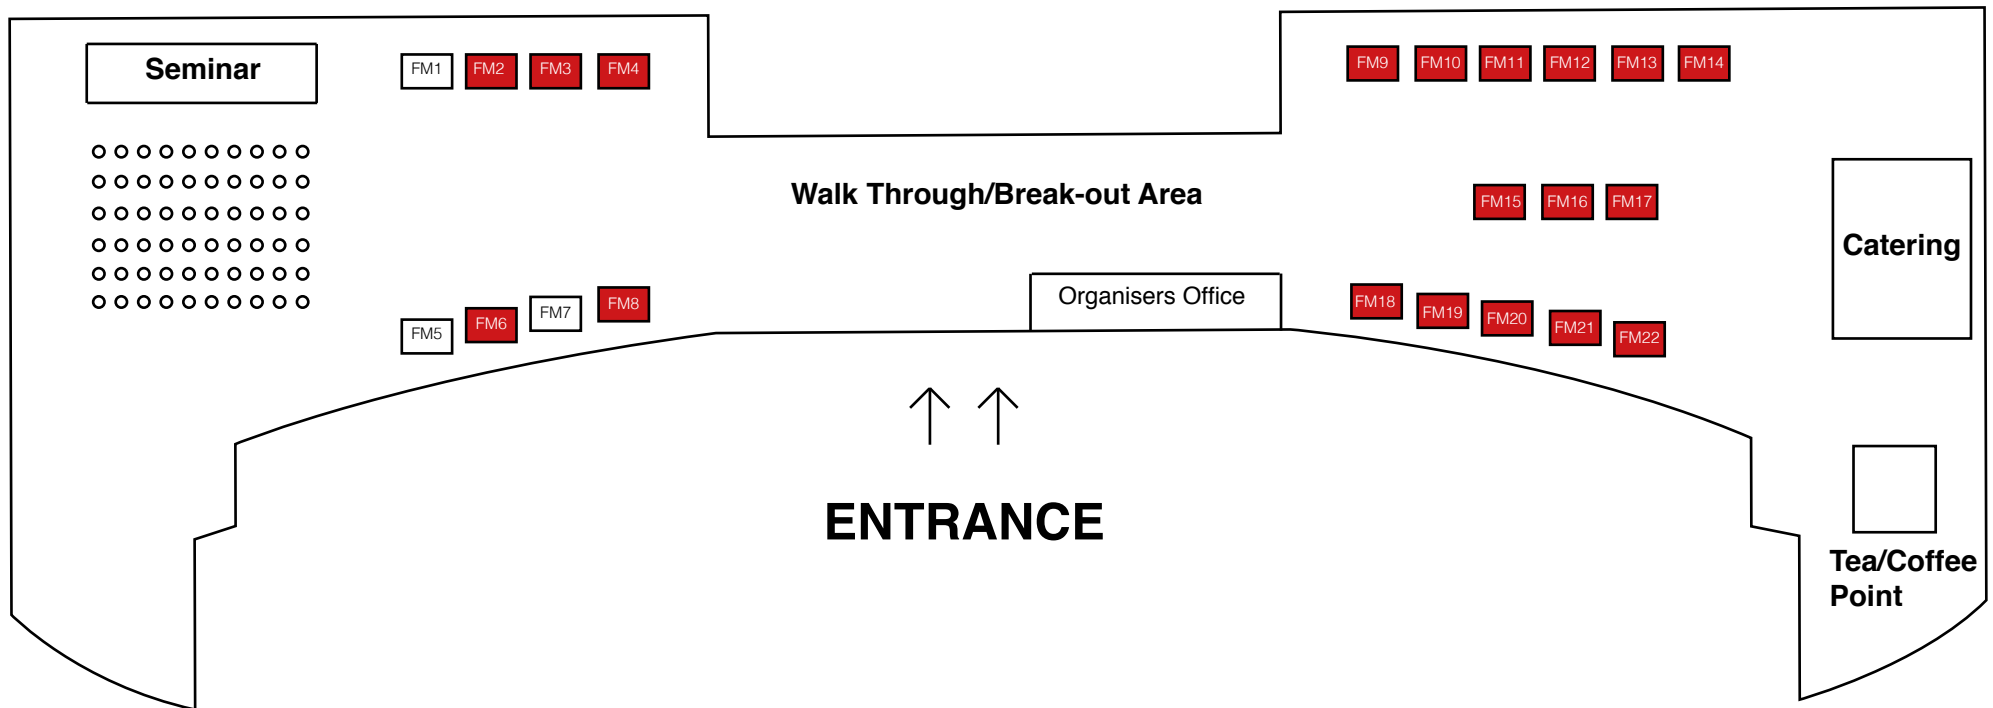 Seminar
FM1 FM2 FM3 FM4
FM9 FM10 FM11 FM12 FM13 FM14
Walk Through/Break-out Area
FM15 FM16 FM17
Catering
Organisers Office
FM5 FM6 FM7 FM8
FM18 FM19 FM20 FM21 FM22
ENTRANCE
Tea/Coffee
Point